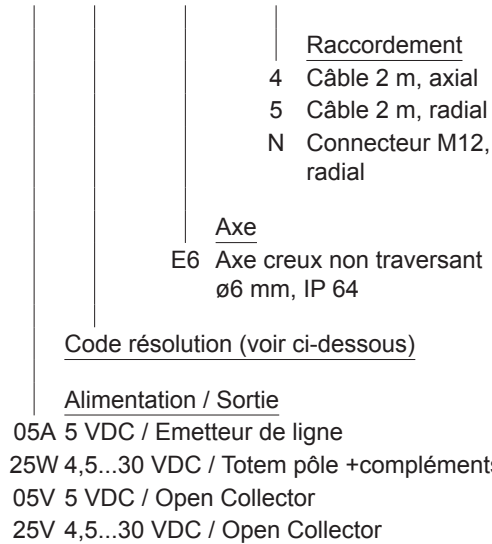 Raccordement
4 Câble 2 m, axial
5 Câble 2 m, radial
N Connecteur M12,
radial
Axe
E6 Axe creux non traversant
ø6 mm, IP 64
Code résolution (voir ci-dessous)
Alimentation / Sortie
05A 5 VDC / Emetteur de ligne
25W 4,5...30 VDC / Totem pôle +compléments
05V 5 VDC / Open Collector
25V 4,5...30 VDC / Open Collector